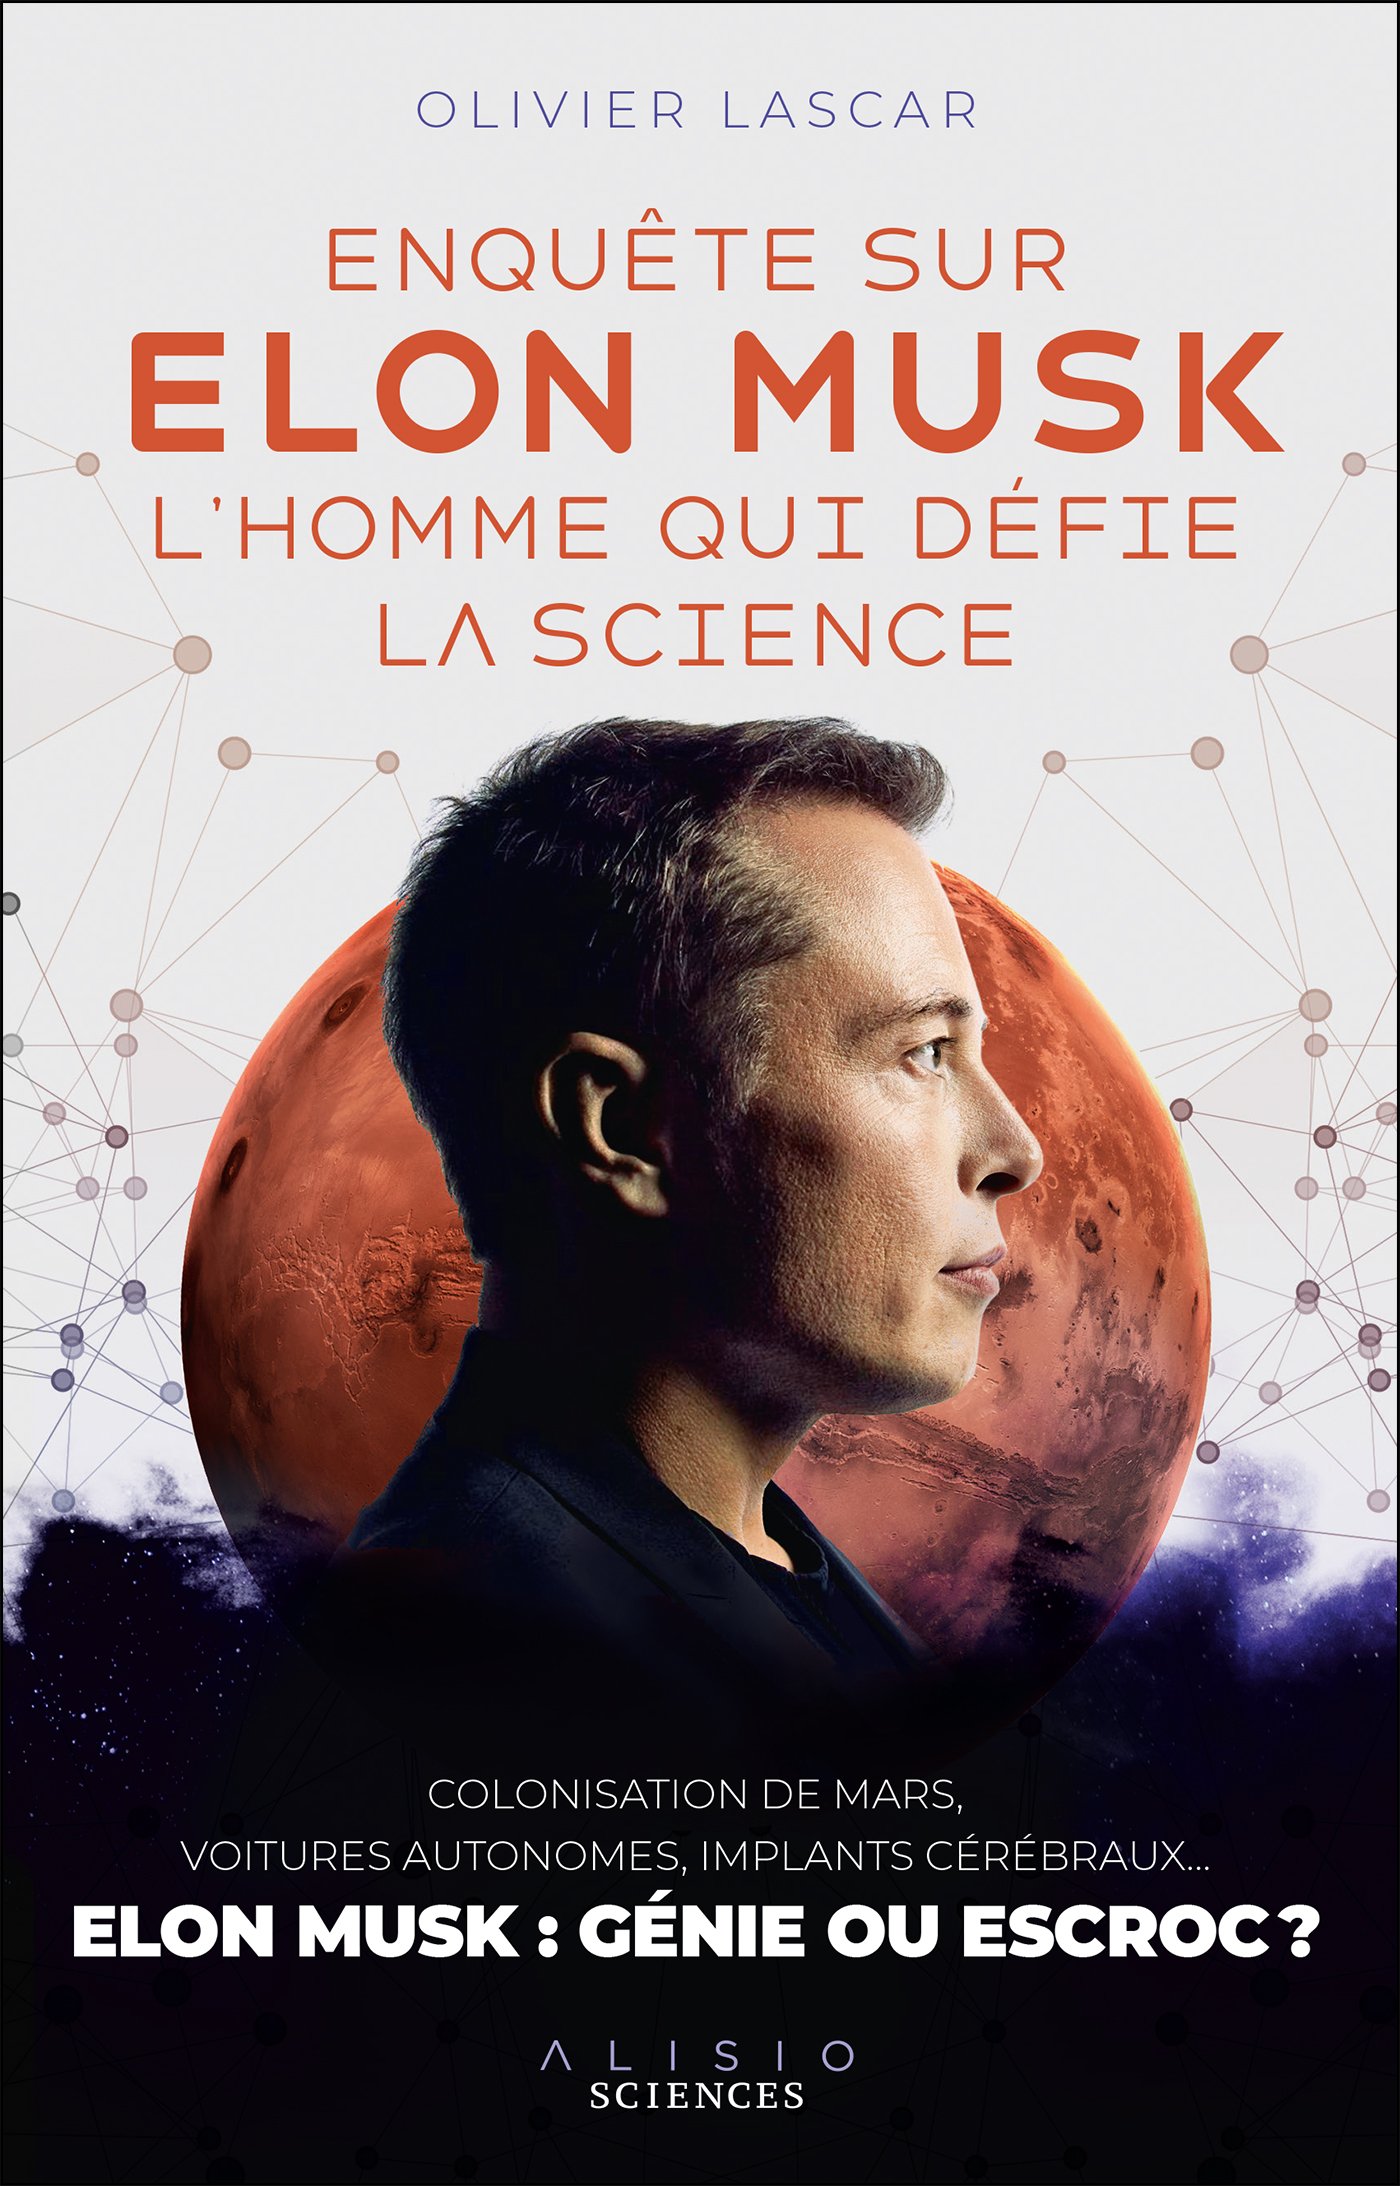 OLIVIER LASCAR
ENQUÊTE SUR
ELON MUSK
L'HOMME QUI DÉFIE
LA SCIENCE
COLONISATION DE MARS,
VOITURES AUTONOMES, IMPLANTS CÉRÉBRAUX...
ELON MUSK : GÉNIE OU ESCROC ?
ALISIO
SCIENCES